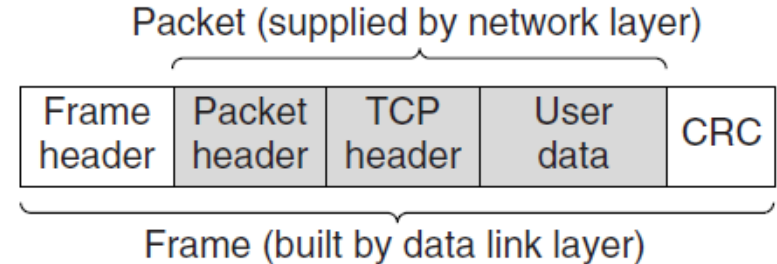 Packet (supplied by network layer)
Frame header
Packet header
TCP header
User data
CRC
Frame (built by data link layer)